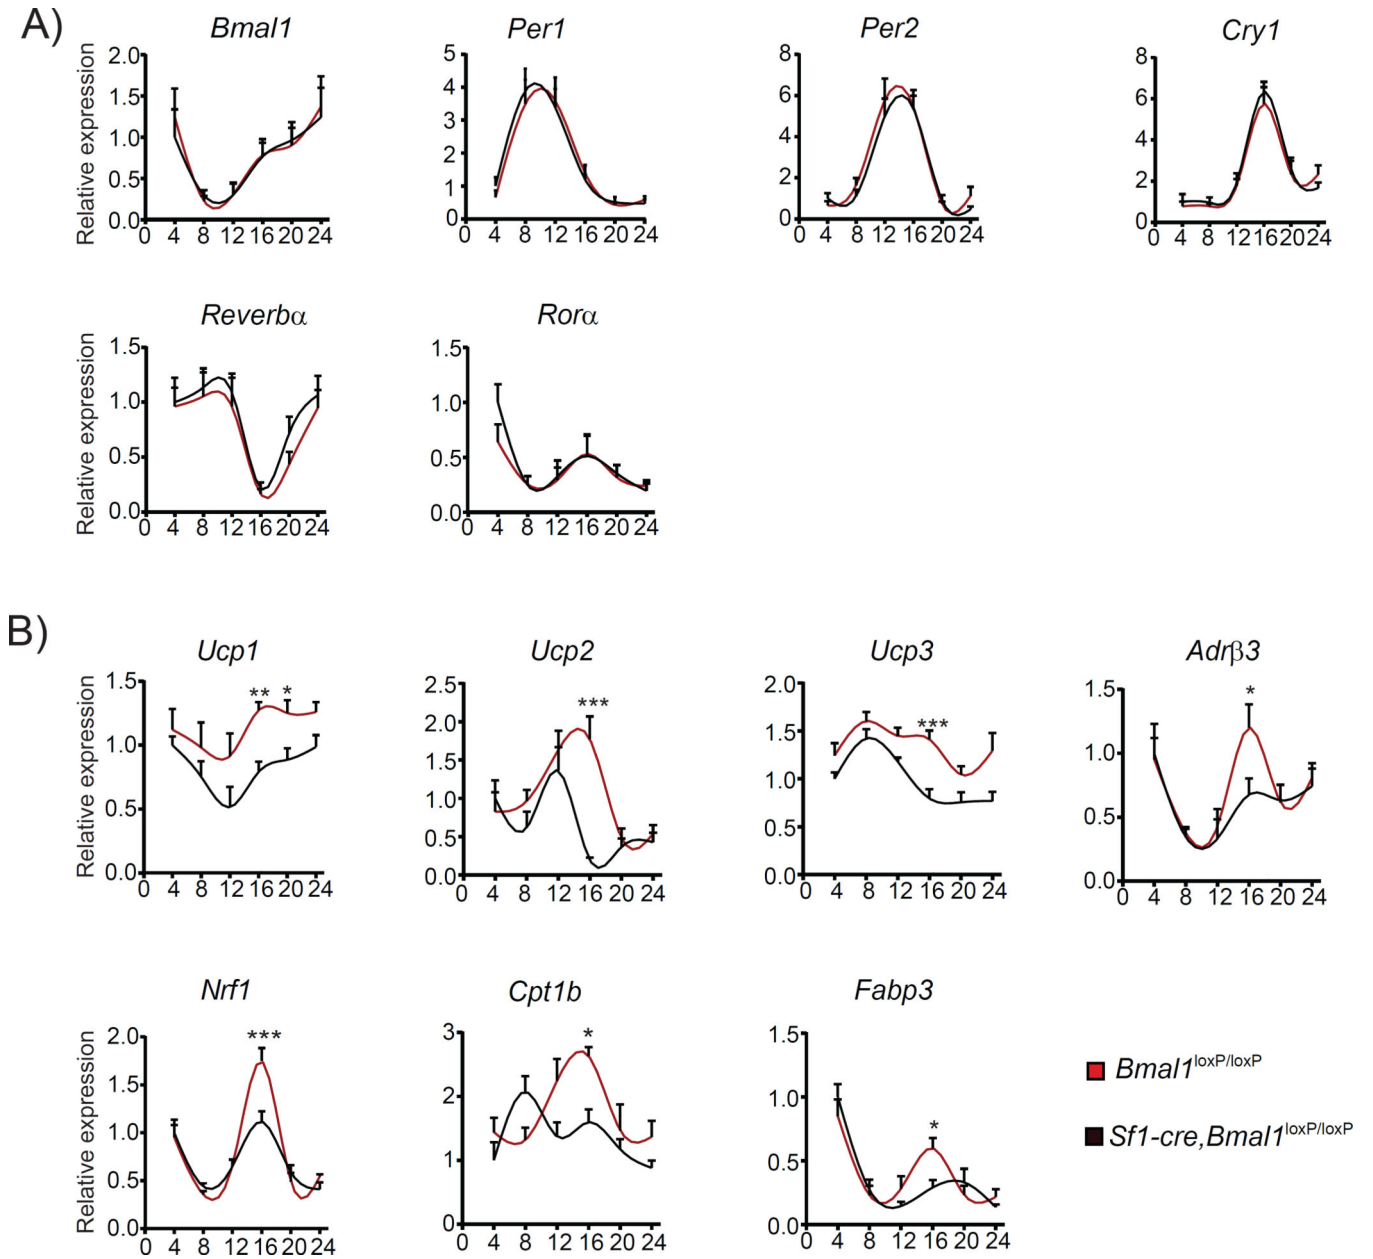 A)
Bmal1 Per1 Per2 Cry1
Relative expression
2.0
1.5
1.0
0.5
0.0
0 4 8 12 16 20 24
5
4
3
2
1
0
0 4 8 12 16 20 24
8
6
4
2
0
0 4 8 12 16 20 24
8
6
4
2
0
0 4 8 12 16 20 24
Reverbα Rorα
Relative expression
1.5
1.0
0.5
0.0
0 4 8 12 16 20 24
1.5
1.0
0.5
0.0
0 4 8 12 16 20 24
B)
Ucp1 Ucp2 Ucp3 Adrβ3
Relative expression
1.5
1.0
0.5
0.0
** *
0 4 8 12 16 20 24
2.5
2.0
1.5
1.0
0.5
0.0
***
0 4 8 12 16 20 24
2.0
1.5
1.0
0.5
0.0
***
0 4 8 12 16 20 24
1.5
1.0
0.5
0.0
*
0 4 8 12 16 20 24
Nrf1 Cpt1b Fabp3
Relative expression
2.0
1.5
1.0
0.5
0.0
***
0 4 8 12 16 20 24
3
2
1
0
*
0 4 8 12 16 20 24
1.5
1.0
0.5
0.0
*
0 4 8 12 16 20 24
Bmal1loxP/loxP
Sf1-cre,Bmal1loxP/loxP